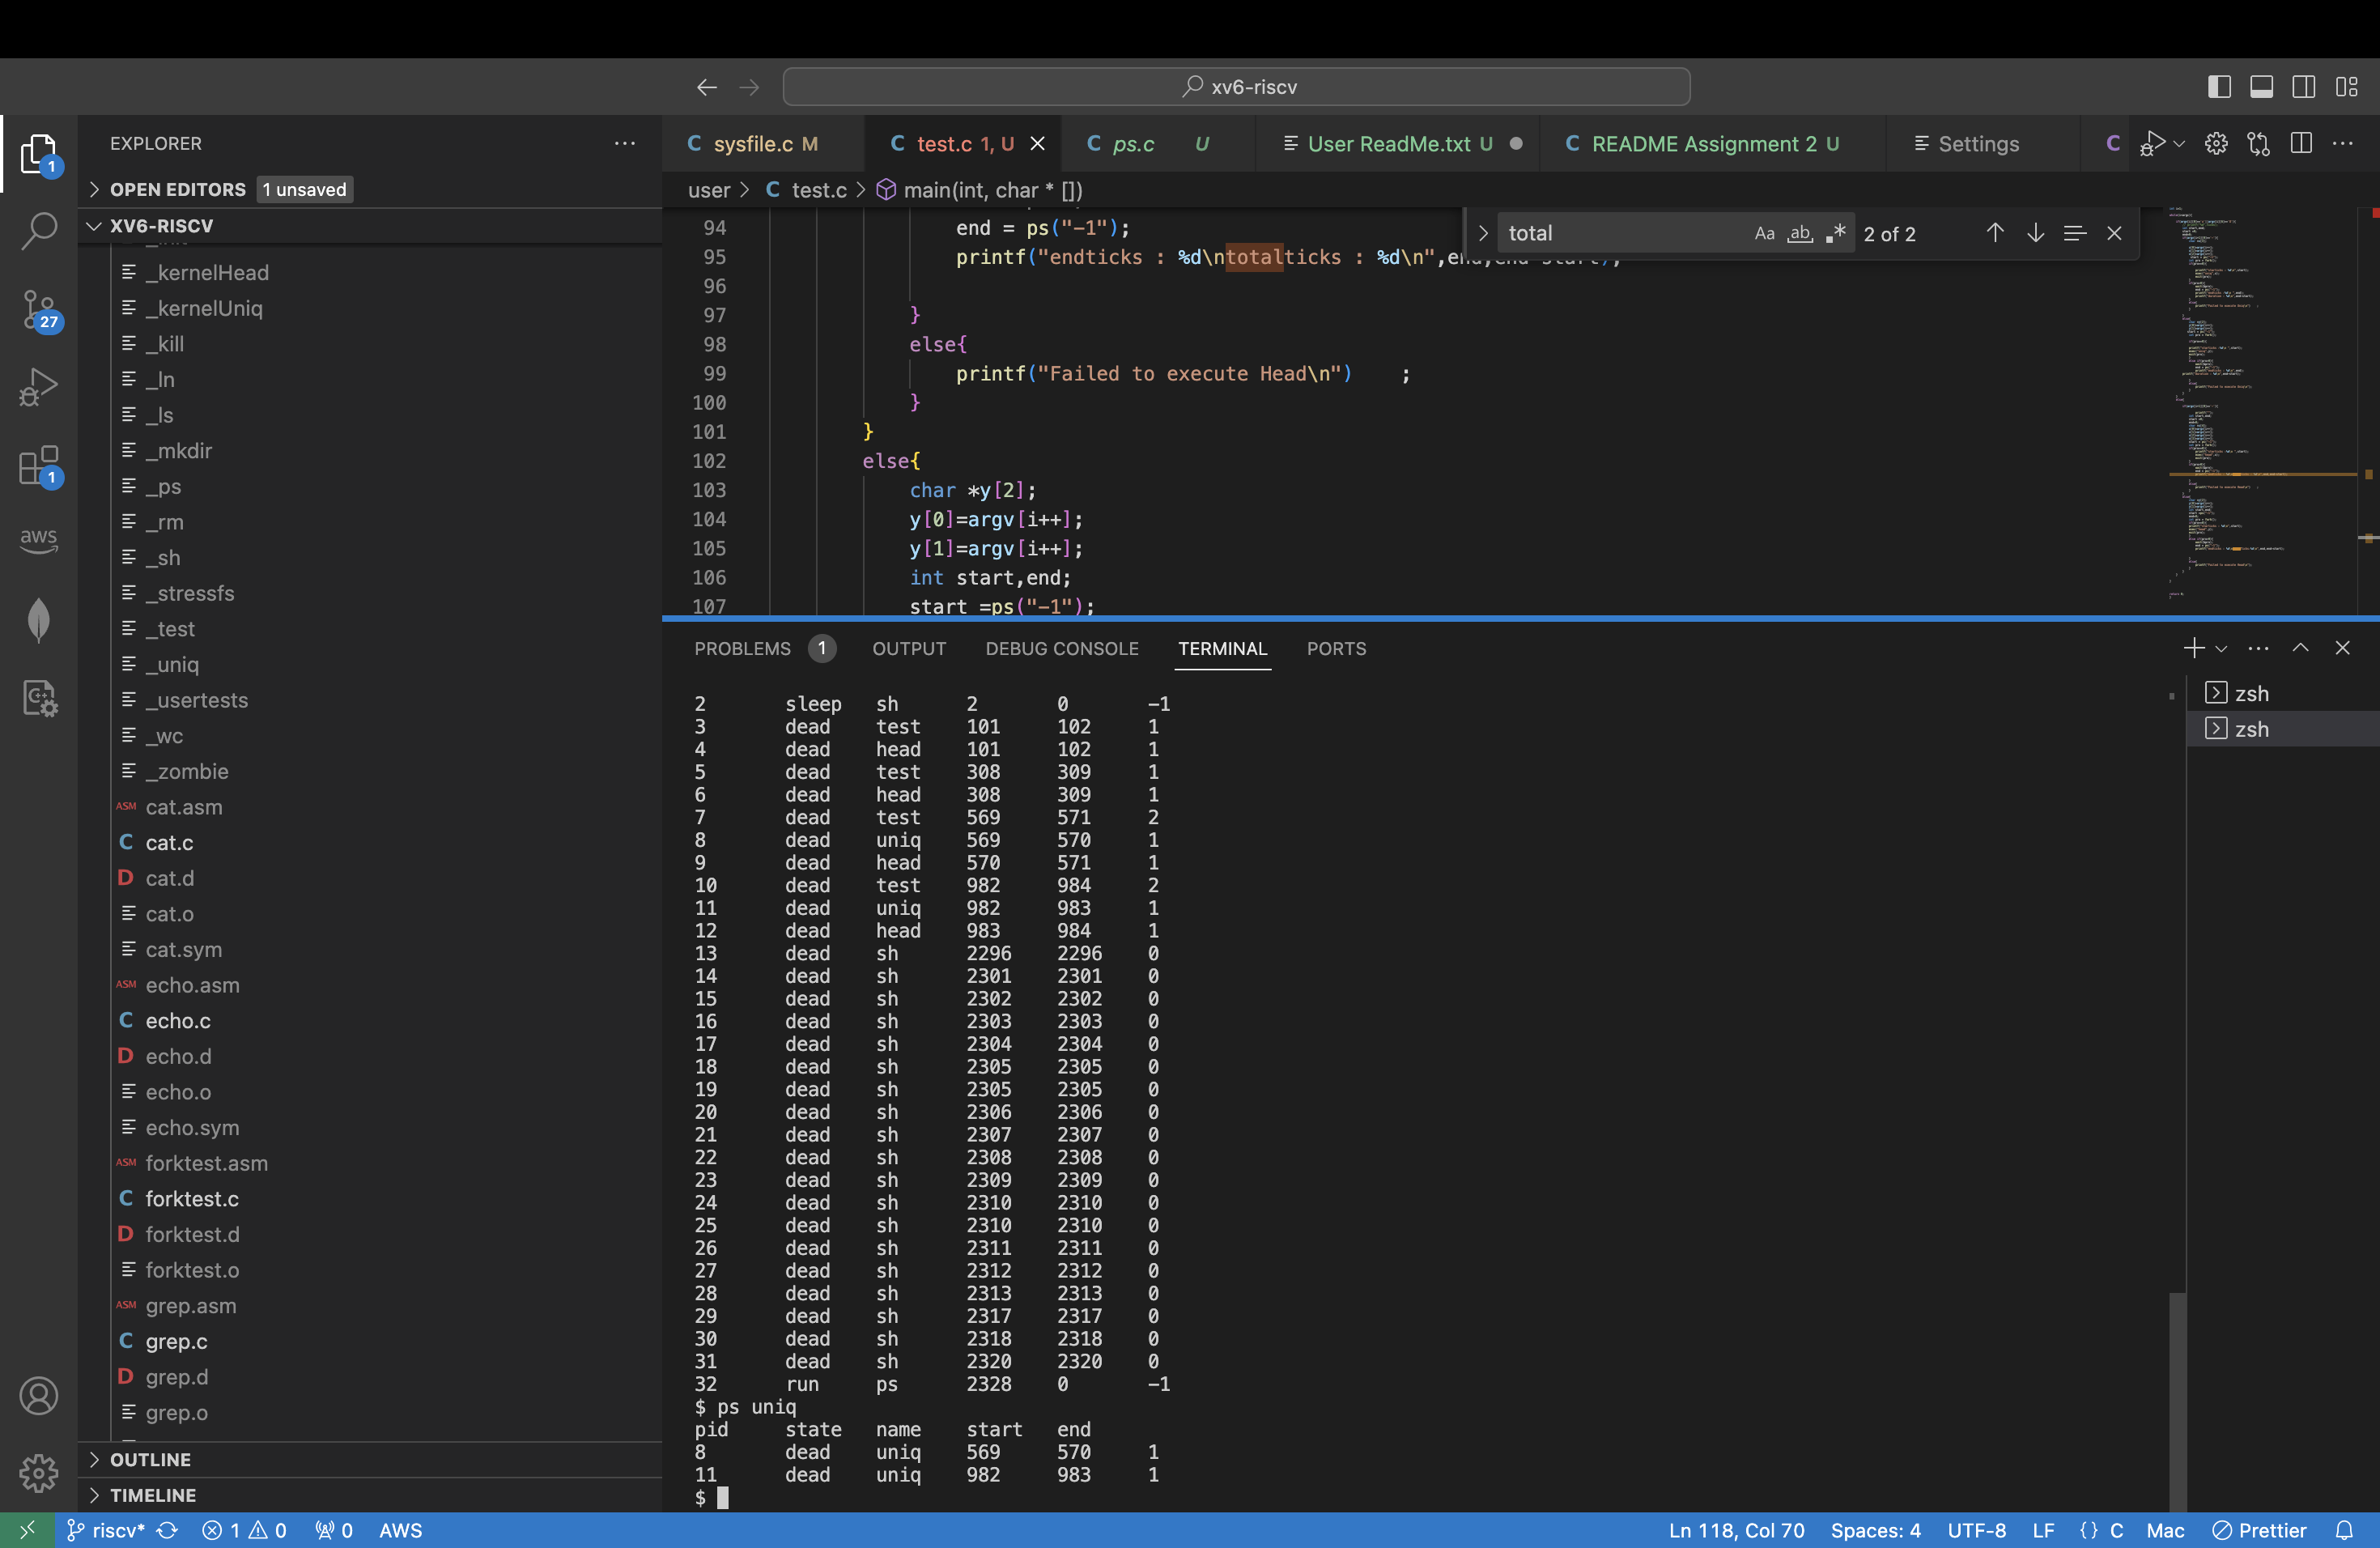 xv6-riscv
EXPLORER
OPEN EDITORS 1 unsaved
XV6-RISCV
_kernelHead
_kernelUniq
_kill
_ln
_ls
_mkdir
_ps
_rm
_sh
_stressfs
_test
_uniq
_usertests
_wc
_zombie
ASM cat.asm
C cat.c
D cat.d
cat.o
cat.sym
ASM echo.asm
C echo.c
D echo.d
echo.o
echo.sym
ASM forktest.asm
C forktest.c
D forktest.d
forktest.o
ASM grep.asm
C grep.c
D grep.d
grep.o
OUTLINE
TIMELINE
1
27
1
aws
C sysfile.c M
C test.c 1, U
C ps.c U
User ReadMe.txt U
C README Assignment 2 U
Settings
C
user > C test.c > main(int, char * [])
total Aa ab .* 2 of 2
94 end = ps("-1");
95 printf("endticks : %d\ntotalticks : %d\n",end,end-start);
96
97 }
98 else{
99 printf("Failed to execute Head\n") ;
100 }
101 }
102 else{
103 char *y[2];
104 y[0]=argv[i++];
105 y[1]=argv[i++];
106 int start,end;
107 start =ps("-1");
PROBLEMS 1 OUTPUT DEBUG CONSOLE TERMINAL PORTS
zsh
zsh
2 sleep sh 2 0 -1
3 dead test 101 102 1
4 dead head 101 102 1
5 dead test 308 309 1
6 dead head 308 309 1
7 dead test 569 571 2
8 dead uniq 569 570 1
9 dead head 570 571 1
10 dead test 982 984 2
11 dead uniq 982 983 1
12 dead head 983 984 1
13 dead sh 2296 2296 0
14 dead sh 2301 2301 0
15 dead sh 2302 2302 0
16 dead sh 2303 2303 0
17 dead sh 2304 2304 0
18 dead sh 2305 2305 0
19 dead sh 2305 2305 0
20 dead sh 2306 2306 0
21 dead sh 2307 2307 0
22 dead sh 2308 2308 0
23 dead sh 2309 2309 0
24 dead sh 2310 2310 0
25 dead sh 2310 2310 0
26 dead sh 2311 2311 0
27 dead sh 2312 2312 0
28 dead sh 2313 2313 0
29 dead sh 2317 2317 0
30 dead sh 2318 2318 0
31 dead sh 2320 2320 0
32 run ps 2328 0 -1
$ ps uniq
pid state name start end
8 dead uniq 569 570 1
11 dead uniq 982 983 1
$
riscv* 1 0 0 AWS
Ln 118, Col 70 Spaces: 4 UTF-8 LF {} C Mac Prettier